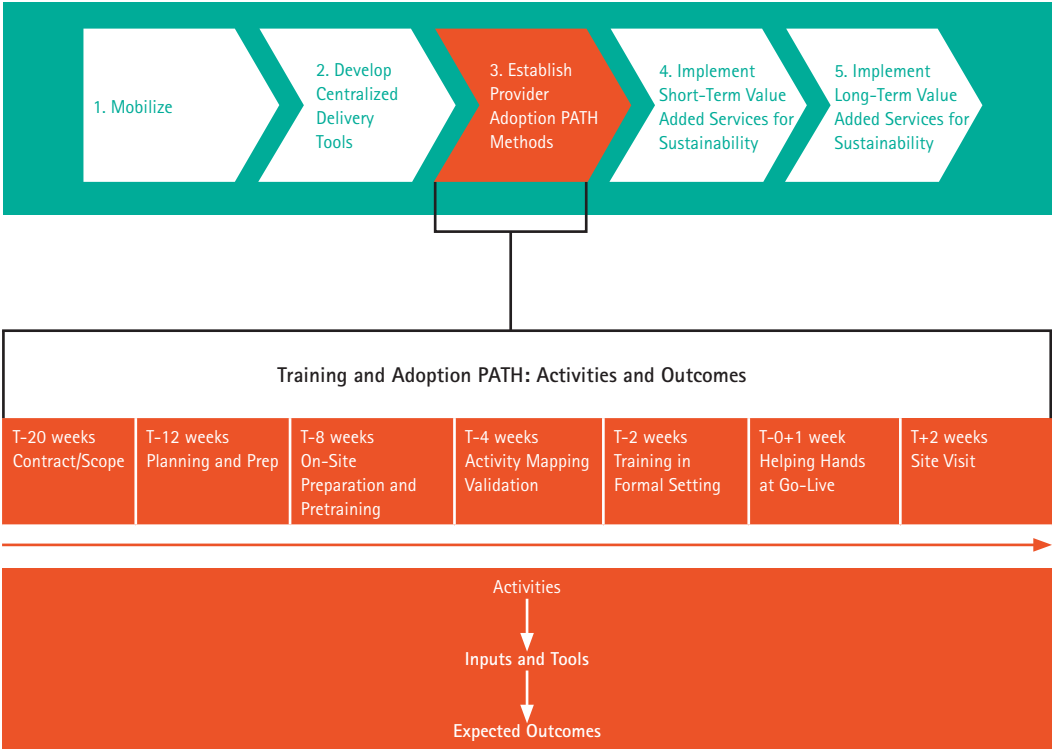 1. Mobilize
2. Develop
Centralized
Delivery
Tools
3. Establish
Provider
Adoption PATH
Methods
4. Implement
Short-Term Value
Added Services for
Sustainability
5. Implement
Long-Term Value
Added Services for
Sustainability
Training and Adoption PATH: Activities and Outcomes
T-20 weeks
Contract/Scope
T-12 weeks
Planning and Prep
T-8 weeks
On-Site
Preparation and
Pretraining
T-4 weeks
Activity Mapping
Validation
T-2 weeks
Training in
Formal Setting
T-0+1 week
Helping Hands
at Go-Live
T+2 weeks
Site Visit
Activities
Inputs and Tools
Expected Outcomes